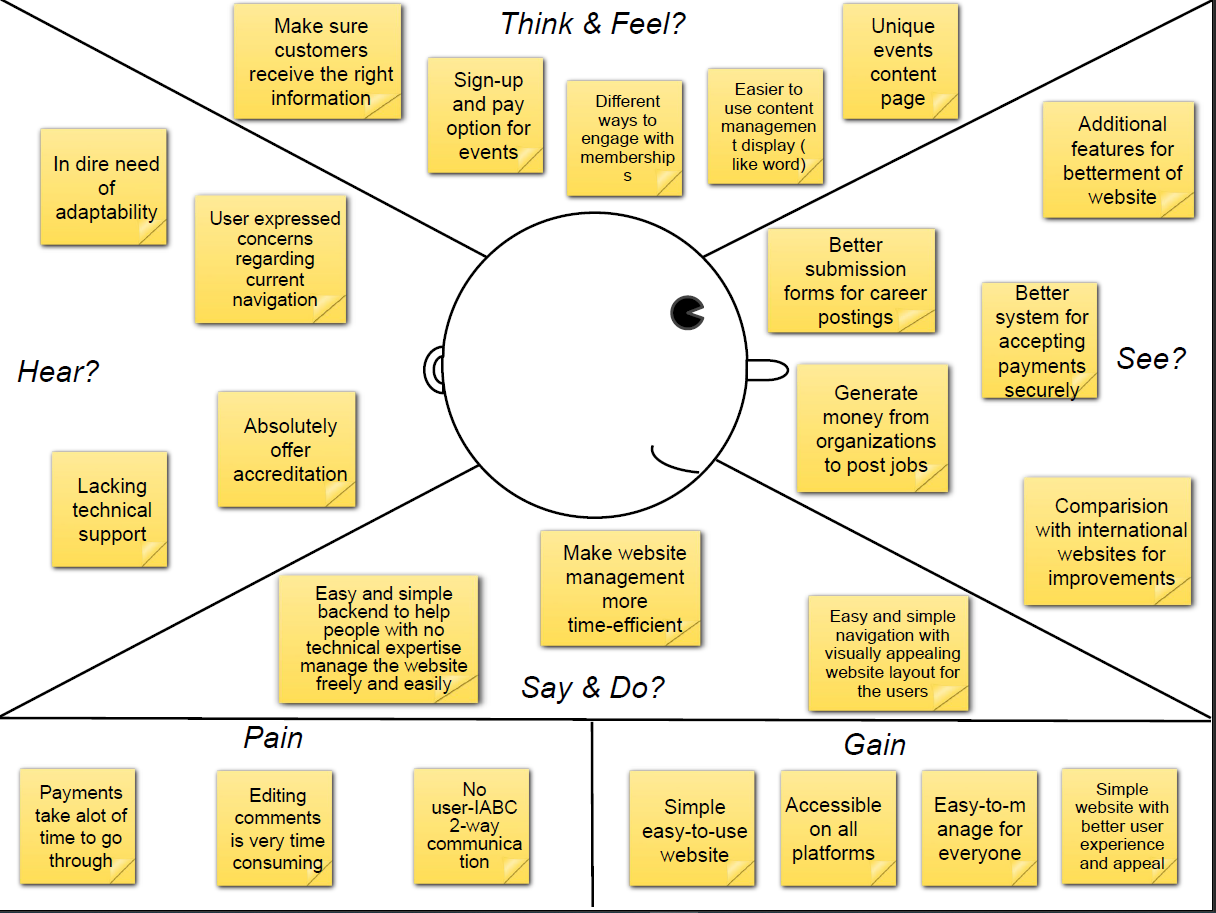 Think & Feel?
Make sure
customers
receive the right
information
Sign-up
and pay
option for
events
Different
ways to
engage with
membership
s
Easier to
use content
managemen
t display (
like word)
Unique
events
content
page
Hear?
In dire need
of
adaptability
User expressed
concerns
regarding
current
navigation
Absolutely
offer
accreditation
Lacking
technical
support
See?
Additional
features for
betterment of
website
Better
submission
forms for career
postings
Better
system for
accepting
payments
securely
Generate
money from
organizations
to post jobs
Comparision
with international
websites for
improvements
Say & Do?
Easy and simple
backend to help
people with no
technical expertise
manage the website
freely and easily
Make website
management
more
time-efficient
Easy and simple
navigation with
visually appealing
website layout for
the users
Pain
Payments
take alot of
time to go
through
Editing
comments
is very time
consuming
No
user-IABC
2-way
communica
tion
Gain
Simple
easy-to-use
website
Accessible
on all
platforms
Easy-to-m
anage for
everyone
Simple
website with
better user
experience
and appeal